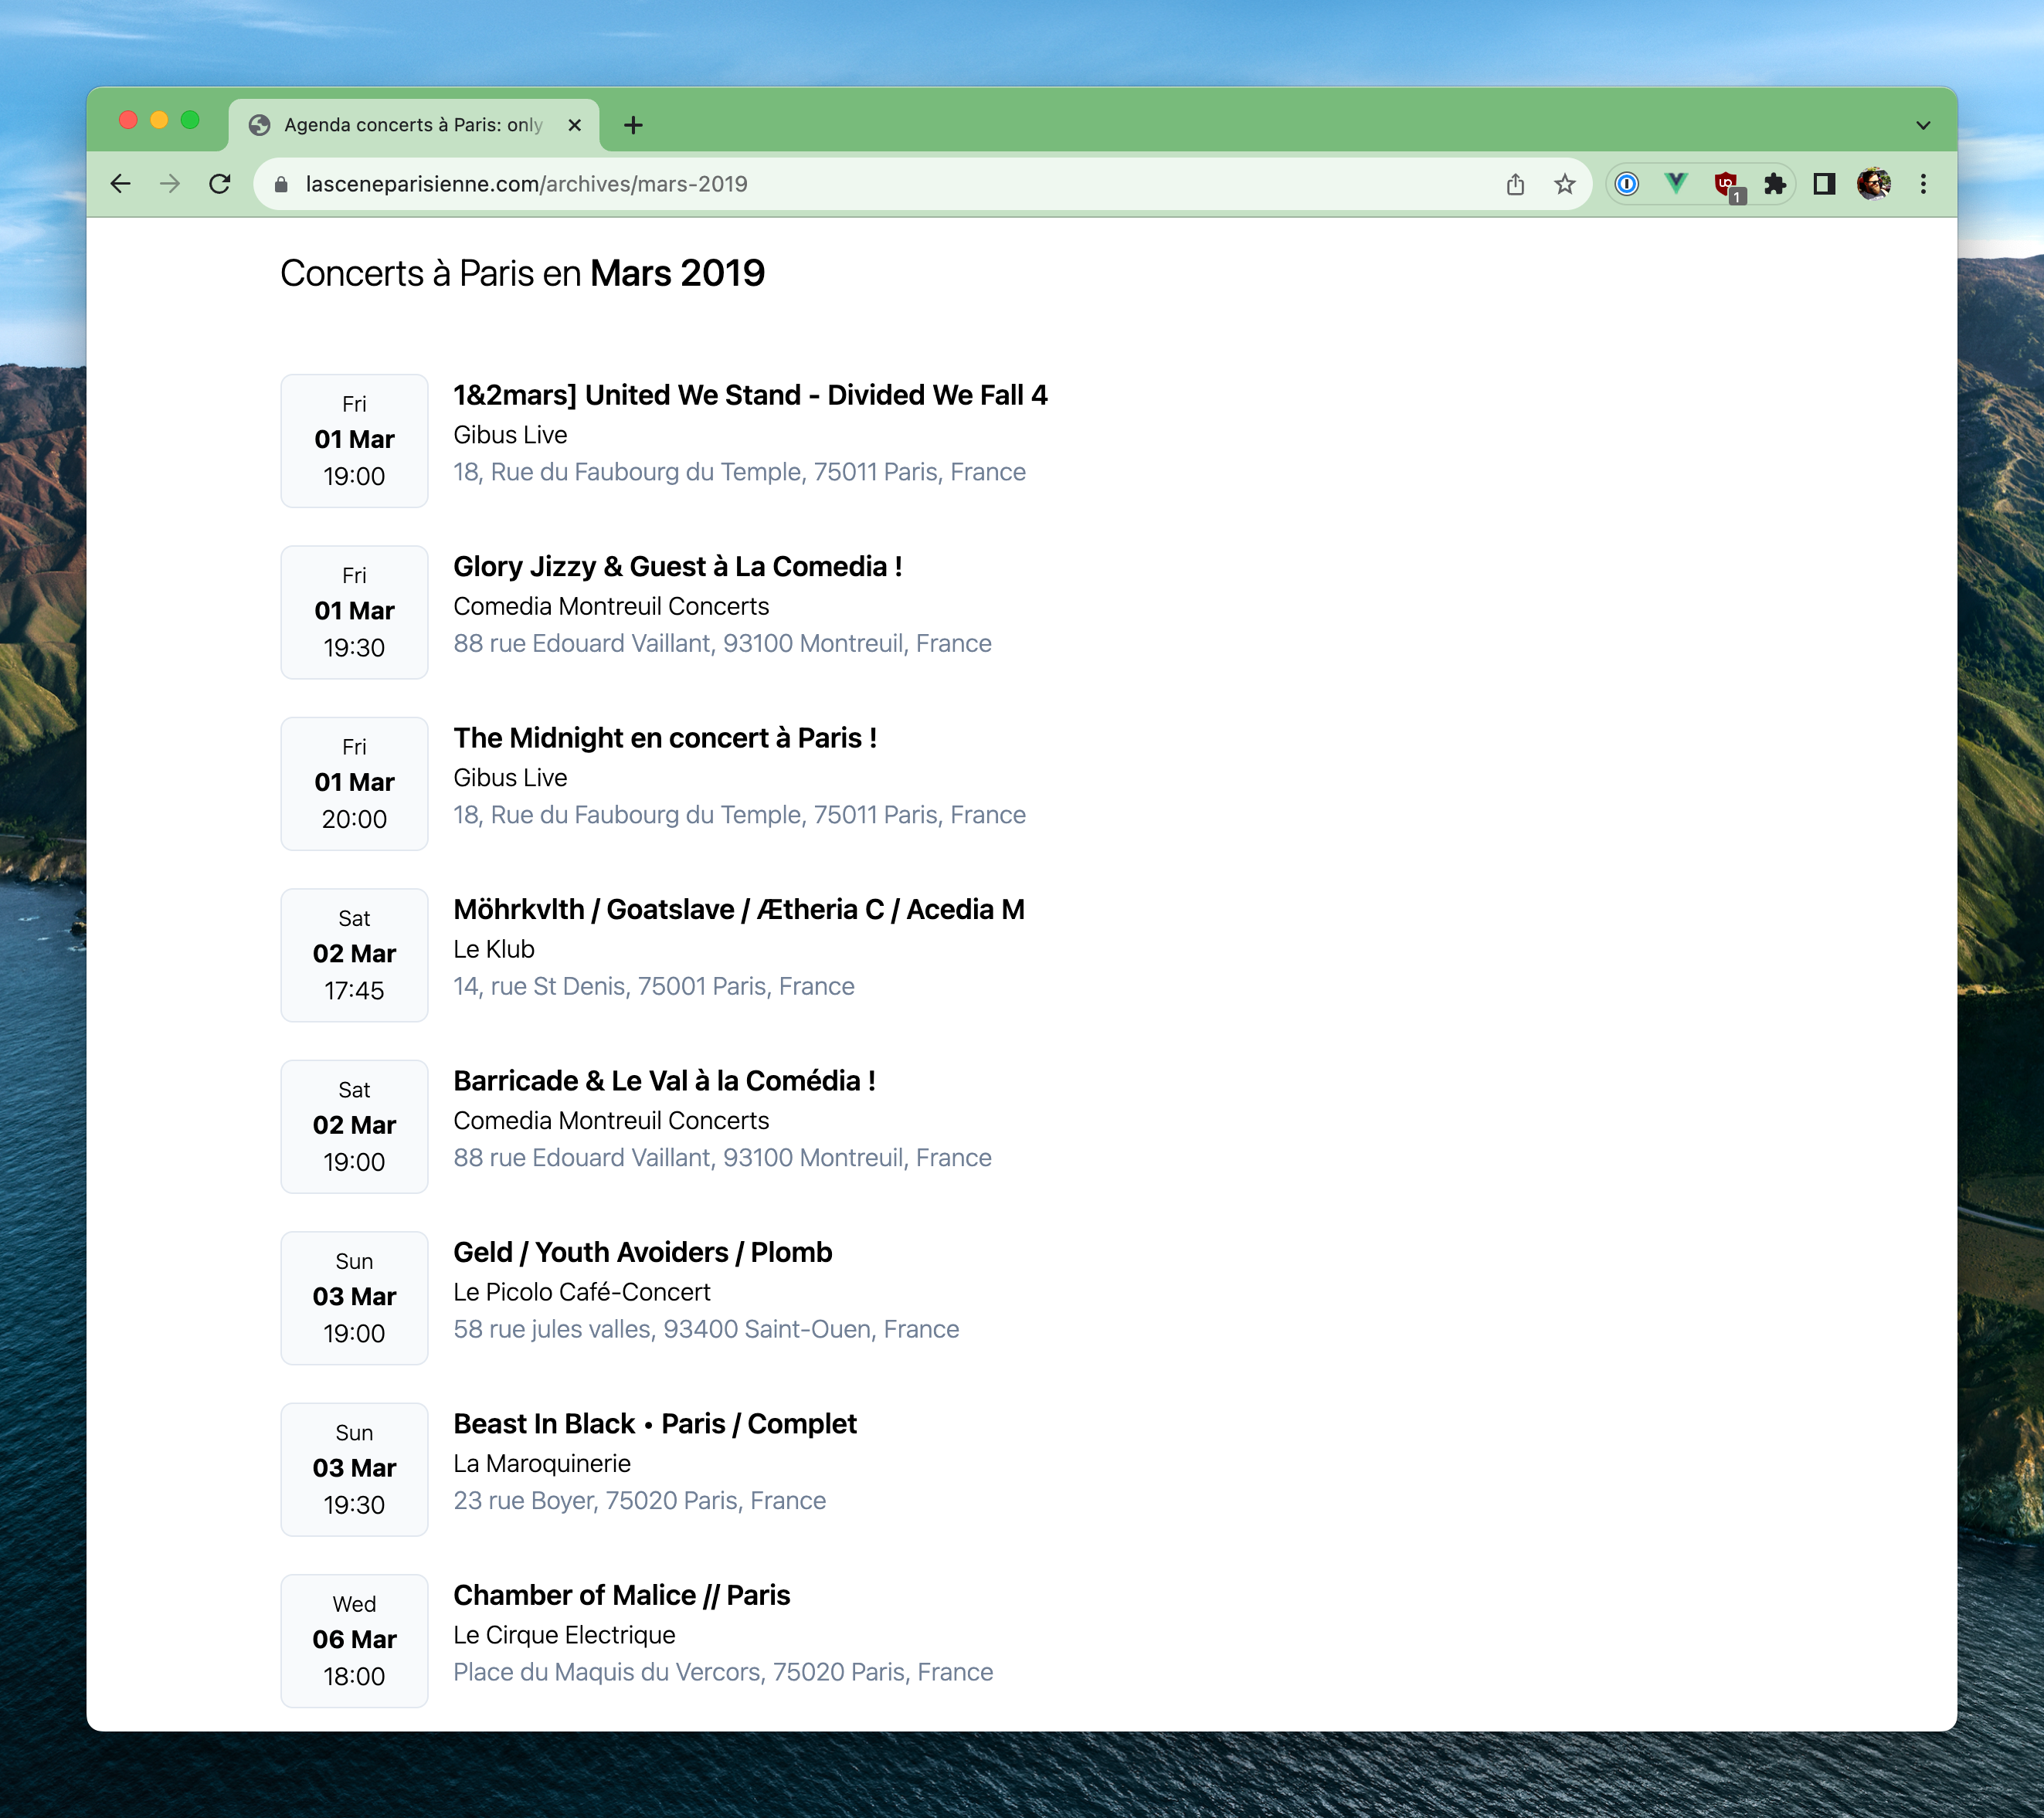 Agenda concerts à Paris: only
lasceneparisienne.com/archives/mars-2019
1
Concerts à Paris en Mars 2019
Fri
01 Mar
19:00
1&2mars] United We Stand - Divided We Fall 4
Gibus Live
18, Rue du Faubourg du Temple, 75011 Paris, France
Fri
01 Mar
19:30
Glory Jizzy & Guest à La Comedia !
Comedia Montreuil Concerts
88 rue Edouard Vaillant, 93100 Montreuil, France
Fri
01 Mar
20:00
The Midnight en concert à Paris !
Gibus Live
18, Rue du Faubourg du Temple, 75011 Paris, France
Sat
02 Mar
17:45
Möhrkvlth / Goatslave / Ætheria C / Acedia M
Le Klub
14, rue St Denis, 75001 Paris, France
Sat
02 Mar
19:00
Barricade & Le Val à la Comédia !
Comedia Montreuil Concerts
88 rue Edouard Vaillant, 93100 Montreuil, France
Sun
03 Mar
19:00
Geld / Youth Avoiders / Plomb
Le Picolo Café-Concert
58 rue jules valles, 93400 Saint-Ouen, France
Sun
03 Mar
19:30
Beast In Black • Paris / Complet
La Maroquinerie
23 rue Boyer, 75020 Paris, France
Wed
06 Mar
18:00
Chamber of Malice // Paris
Le Cirque Electrique
Place du Maquis du Vercors, 75020 Paris, France